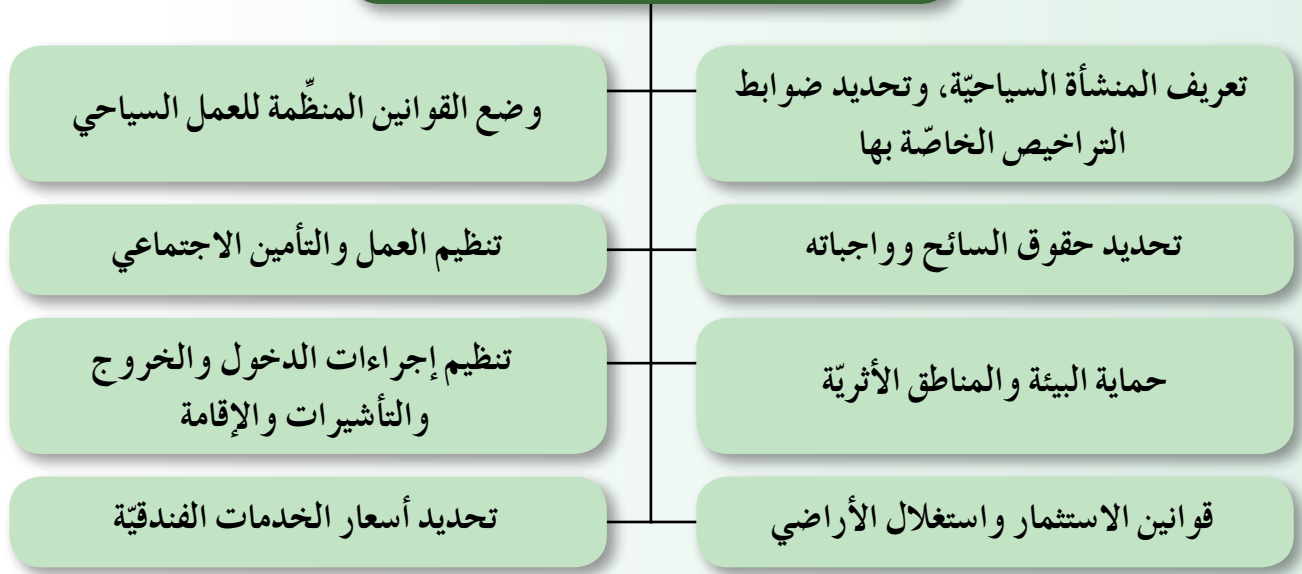 تعريف المنشأة السياحيّة، وتحديد ضوابط
التراخيص الخاصّة بها
وضع القوانين المنظِّمة للعمل السياحي
تحديد حقوق السائح وواجباته
تنظيم العمل والتأمين الاجتماعي
حماية البيئة والمناطق الأثريّة
تنظيم إجراءات الدخول والخروج
والتأشيرات والإقامة
قوانين الاستثمار واستغلال الأراضي
تحديد أسعار الخدمات الفندقيّة